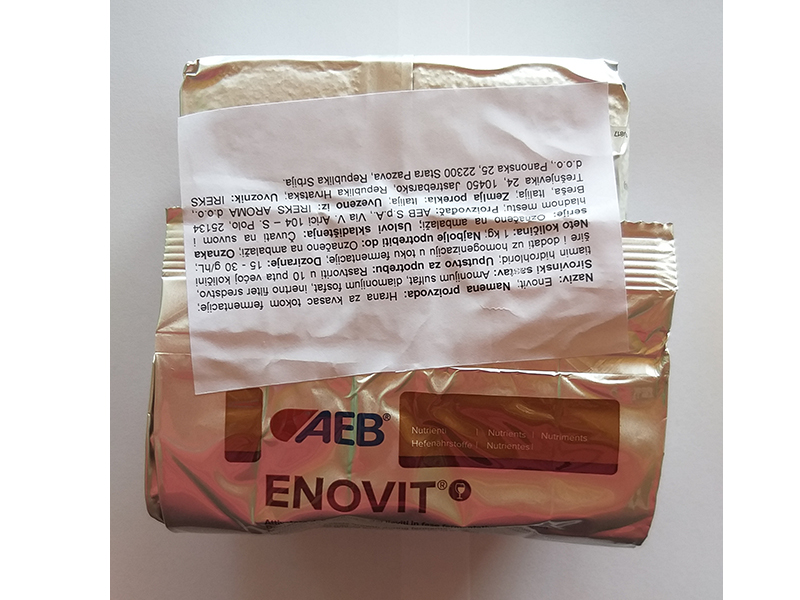 Naziv: Enovit; Namena proizvoda: Hrana za kvasac tokom fermentacije;
Sirovinski sastav: Amonijum sulfat, diamonijum fosfat, inertno filter sredstvo,
tiamin hidrohlorid; Uputstvo za upotrebu: Rastvoriti u 10 puta većoj količini
šire i dodati uz homogenizaciju u toku fermentacije; Doziranje: 15 - 30 g/hL;
Neto količina: 1 kg; Najbolje upotrebiti do: Označeno na ambalaži; Oznaka
serije: Označeno na ambalaži; Uslovi skladištenja: Čuvati na suvom i
hladnom mestu; Proizvođač: AEB S.p.A, Via V. Arici 104 – S. Polo, 25134
Breša, Italija; Zemlja porekla: Italija; Uvezeno iz: IREKS AROMA d.o.o.,
Trešnjevka 24, 10450 Jastrebarsko, Republika Hrvatska; Uvoznik: IREKS
d.o.o., Panonska 25, 22300 Stara Pazova, Republika Srbija.
AEB®
Nutrienti | Nutrients | Nutriments
Hefenährstoffe | Nutrientes |
ENOVIT®